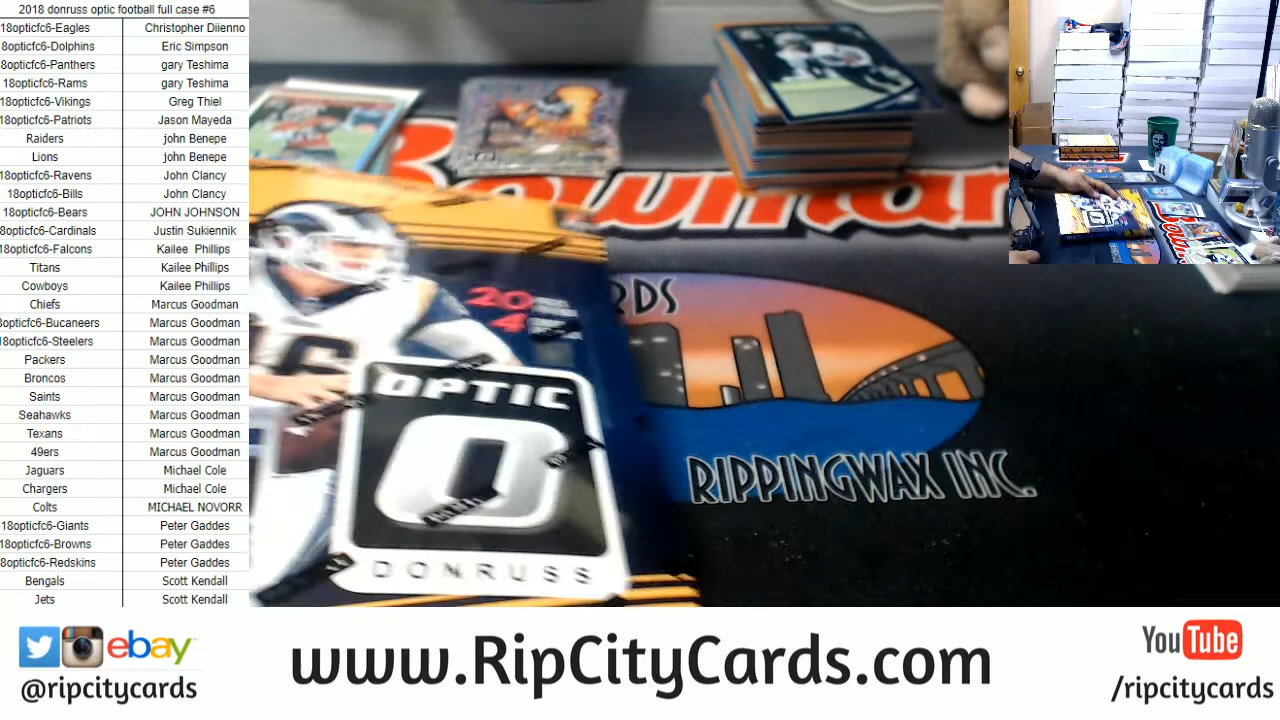 2018 donruss optic football full case #6
18opticfc6-Eagles Christopher Diienno
8opticfc6-Dolphins Eric Simpson
8opticfc6-Panthers gary Teshima
18opticfc6-Rams gary Teshima
18opticfc6-Vikings Greg Thiel
18opticfc6-Patriots Jason Mayeda
Raiders john Benepe
Lions john Benepe
18opticfc6-Ravens John Clancy
18opticfc6-Bills John Clancy
18opticfc6-Bears JOHN JOHNSON
8opticfc6-Cardinals Justin Sukiennik
18opticfc6-Falcons Kailee Phillips
Titans Kailee Phillips
Cowboys Kailee Phillips
Chiefs Marcus Goodman
8opticfc6-Bucaneers Marcus Goodman
18opticfc6-Steelers Marcus Goodman
Packers Marcus Goodman
Broncos Marcus Goodman
Saints Marcus Goodman
Seahawks Marcus Goodman
Texans Marcus Goodman
49ers Marcus Goodman
Jaguars Michael Cole
Chargers Michael Cole
Colts MICHAEL NOVORR
18opticfc6-Giants Peter Gaddes
18opticfc6-Browns Peter Gaddes
8opticfc6-Redskins Peter Gaddes
Bengals Scott Kendall
Jets Scott Kendall
Bowman
RDS
RIPPINGWAX INC.
20
4
OPTIC
O
DONRUSS
ebay
@ripcitycards
www.RipCityCards.com
YouTube
/ripcitycards